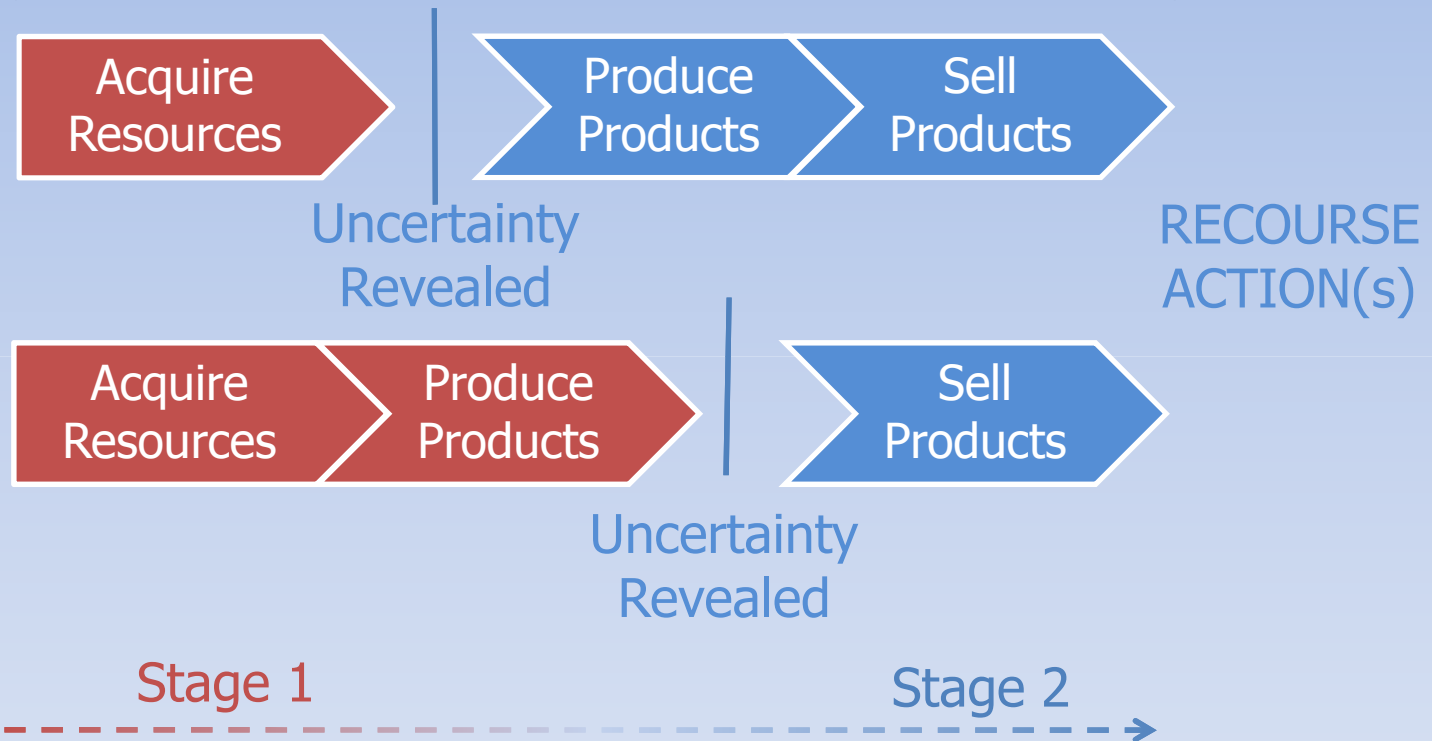 Acquire
Resources
Produce
Products
Sell
Products
Uncertainty
Revealed
RECOURSE
ACTION(s)
Acquire
Resources
Produce
Products
Sell
Products
Uncertainty
Revealed
Stage 1
Stage 2